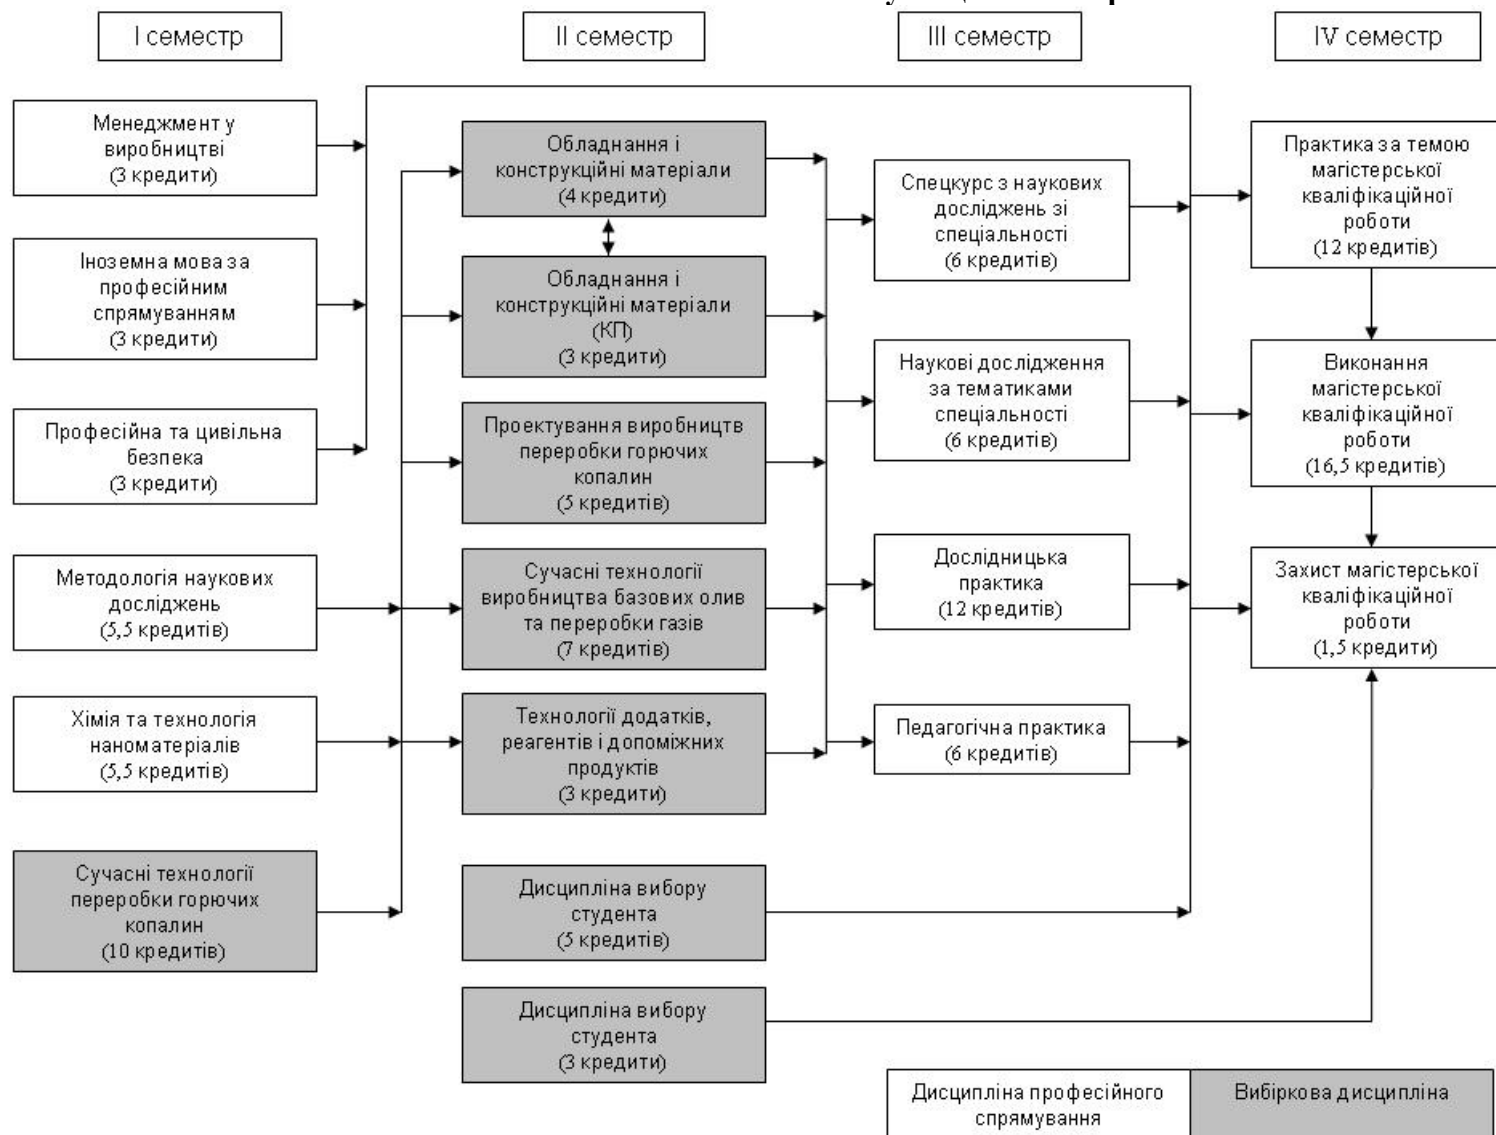 I семестр
Менеджмент у
виробництві
(3 кредити)
Іноземна мова за
професійним
спрямуванням
(3 кредити)
Професійна та цивільна
безпека
(3 кредити)
Методологія наукових
досліджень
(5,5 кредитів)
Хімія та технологія
наноматеріалів
(5,5 кредитів)
Сучасні технології
переробки горючих
копалин
(10 кредитів)
II семестр
Обладнання і
конструкційні матеріали
(4 кредити)
Обладнання і
конструкційні матеріали
(КП)
(3 кредити)
Проектування виробництв
переробки горючих
копалин
(5 кредитів)
Сучасні технології
виробництва базових олив
та переробки газів
(7 кредитів)
Технології додатків,
реагентів і допоміжних
продуктів
(3 кредити)
Дисципліна вибору
студента
(5 кредитів)
Дисципліна вибору
студента
(3 кредити)
III семестр
Спецкурс з наукових
досліджень зі
спеціальності
(6 кредитів)
Наукові дослідження
за тематиками
спеціальності
(6 кредитів)
Дослідницька
практика
(12 кредитів)
Педагогічна практика
(6 кредитів)
IV семестр
Практика за темою
магістерської
кваліфікаційної
роботи
(12 кредитів)
Виконання
магістерської
кваліфікаційної
роботи
(16,5 кредитів)
Захист магістерської
кваліфікаційної
роботи
(1,5 кредити)
Дисципліна професійного
спрямування
Вибіркова дисципліна